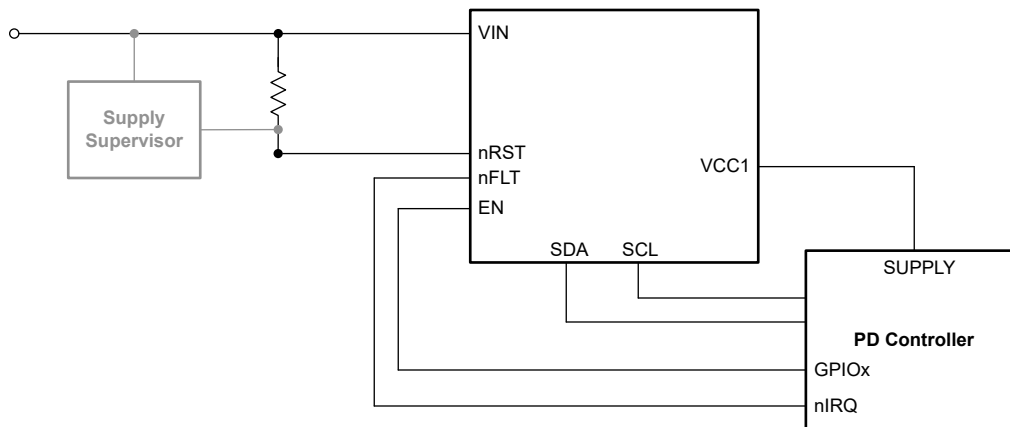 VIN
Supply
Supervisor
nRST
nFLT
VCC1
EN
SDA
SCL
SUPPLY
PD Controller
GPIOx
nIRQ